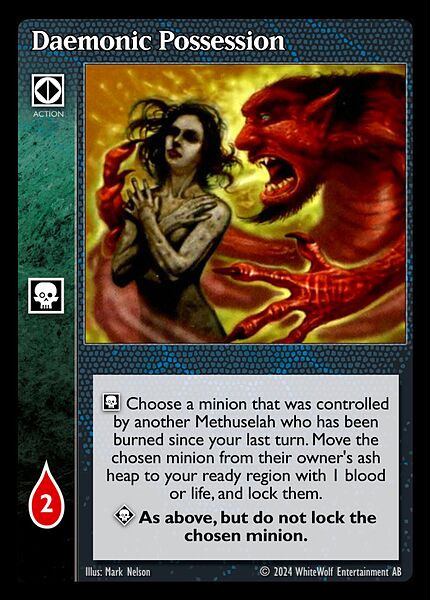 Daemonic Possession
ACTION
Choose a minion that was controlled
by another Methuselah who has been
burned since your last turn. Move the
chosen minion from their owner's ash
heap to your ready region with 1 blood
or life, and lock them.
As above, but do not lock the
chosen minion.
2
Illus: Mark Nelson © 2024 WhiteWolf Entertainment AB